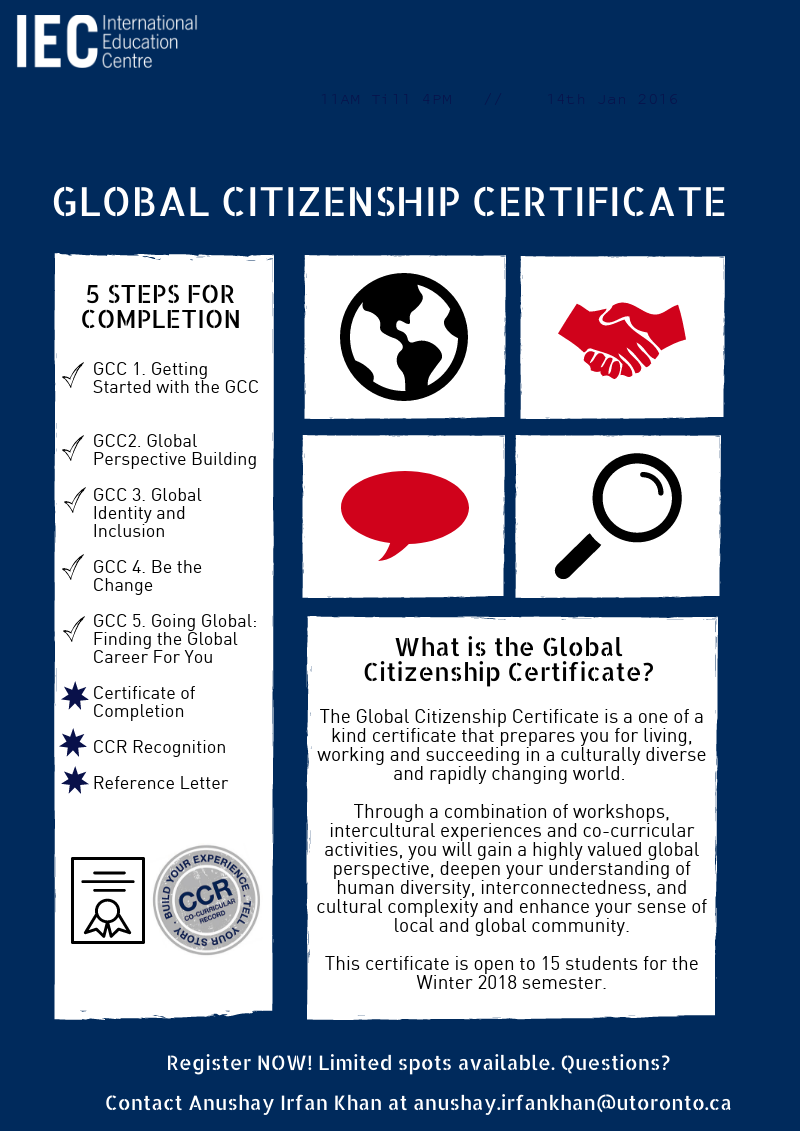 IEC International
Education
Centre
11AM Till 4PM // 14th Jan 2016
GLOBAL CITIZENSHIP CERTIFICATE
5 STEPS FOR
COMPLETION
GCC 1. Getting
Started with the GCC
GCC2. Global
Perspective Building
GCC 3. Global
Identity and
Inclusion
GCC 4. Be the
Change
GCC 5. Going Global:
Finding the Global
Career For You
Certificate of
Completion
CCR Recognition
Reference Letter
BUILD YOUR EXPERIENCE . TELL YOUR STORY .
CCR
CO-CURRICULAR
RECORD
What is the Global
Citizenship Certificate?
The Global Citizenship Certificate is a one of a
kind certificate that prepares you for living,
working and succeeding in a culturally diverse
and rapidly changing world.
Through a combination of workshops,
intercultural experiences and co-curricular
activities, you will gain a highly valued global
perspective, deepen your understanding of
human diversity, interconnectedness, and
cultural complexity and enhance your sense of
local and global community.
This certificate is open to 15 students for the
Winter 2018 semester.
Register NOW! Limited spots available. Questions?
Contact Anushay Irfan Khan at anushay.irfankhan@utoronto.ca